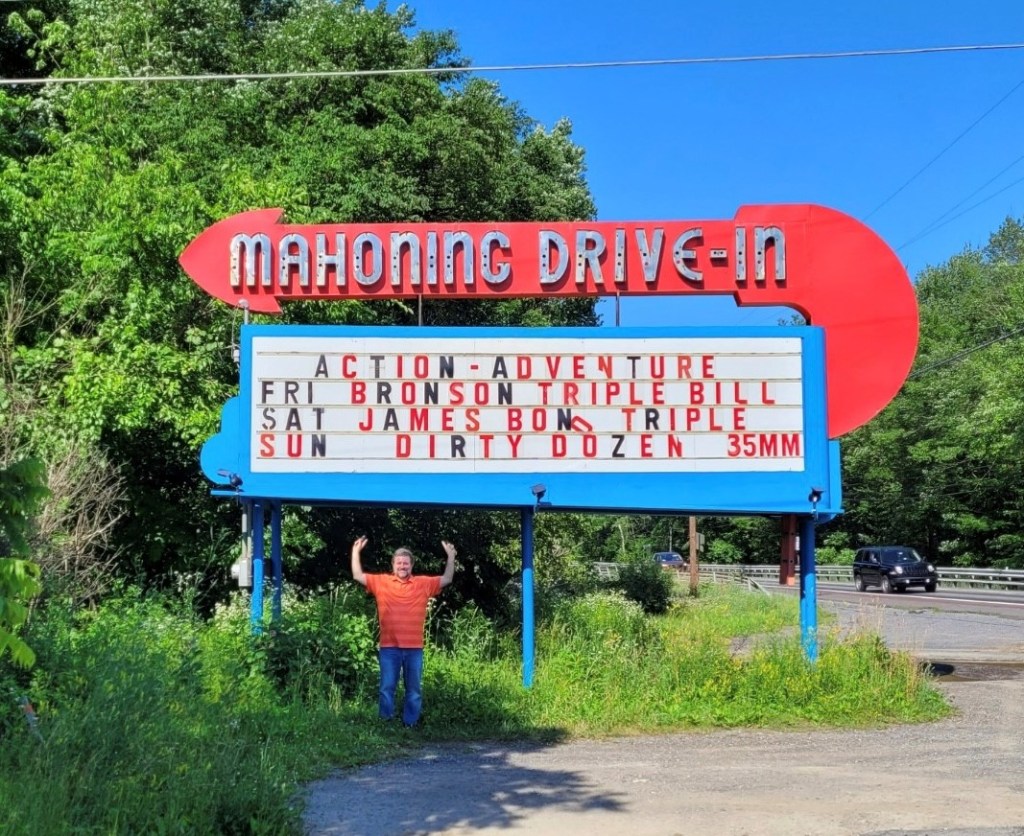 MAHONING DRIVE-IN
ACTION-ADVENTURE
FRI BRONSON TRIPLE BILL
SAT JAMES BOND TRIPLE
SUN DIRTY DOZEN 35MM